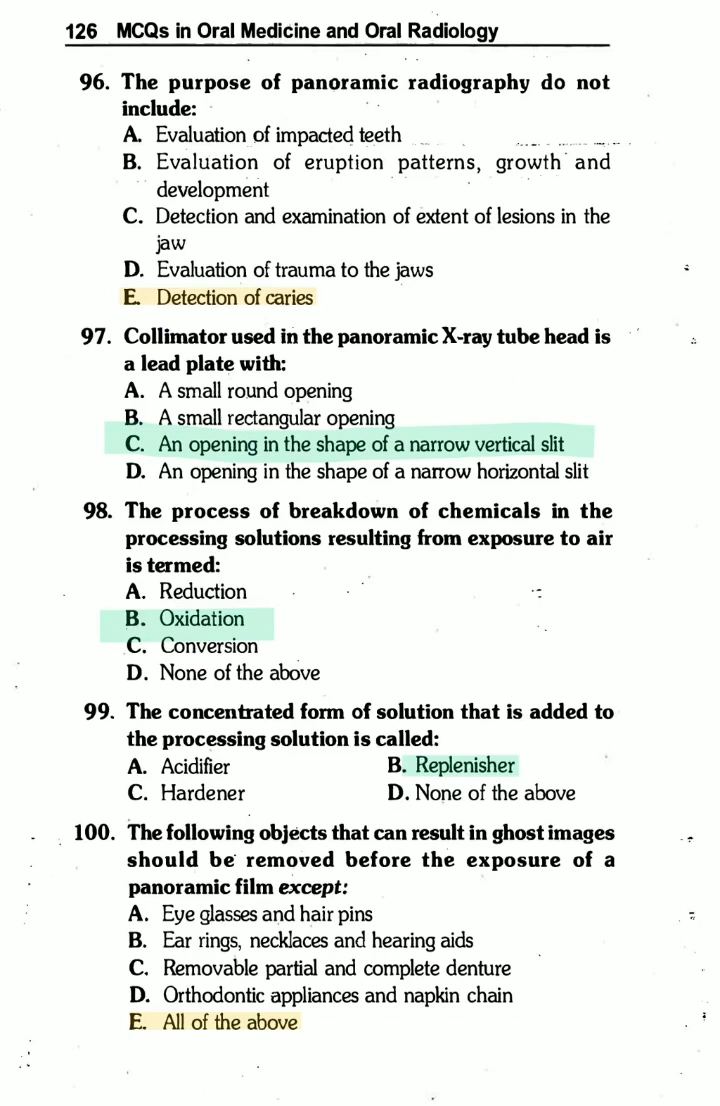 126 MCQs in Oral Medicine and Oral Radiology
96. The purpose of panoramic radiography do not
include:
A. Evaluation of impacted teeth
B. Evaluation of eruption patterns, growth and
development
C. Detection and examination of extent of lesions in the
jaw
D. Evaluation of trauma to the jaws
E. Detection of caries
97. Collimator used in the panoramic X-ray tube head is
a lead plate with:
A. A small round opening
B. A small rectangular opening
C. An opening in the shape of a narrow vertical slit
D. An opening in the shape of a narrow horizontal slit
98. The process of breakdown of chemicals in the
processing solutions resulting from exposure to air
is termed:
A. Reduction
B. Oxidation
C. Conversion
D. None of the above
99. The concentrated form of solution that is added to
the processing solution is called:
A. Acidifier B. Replenisher
C. Hardener D. None of the above
100. The following objects that can result in ghost images
should be removed before the exposure of a
panoramic film except:
A. Eye glasses and hair pins
B. Ear rings, necklaces and hearing aids
C. Removable partial and complete denture
D. Orthodontic appliances and napkin chain
E. All of the above